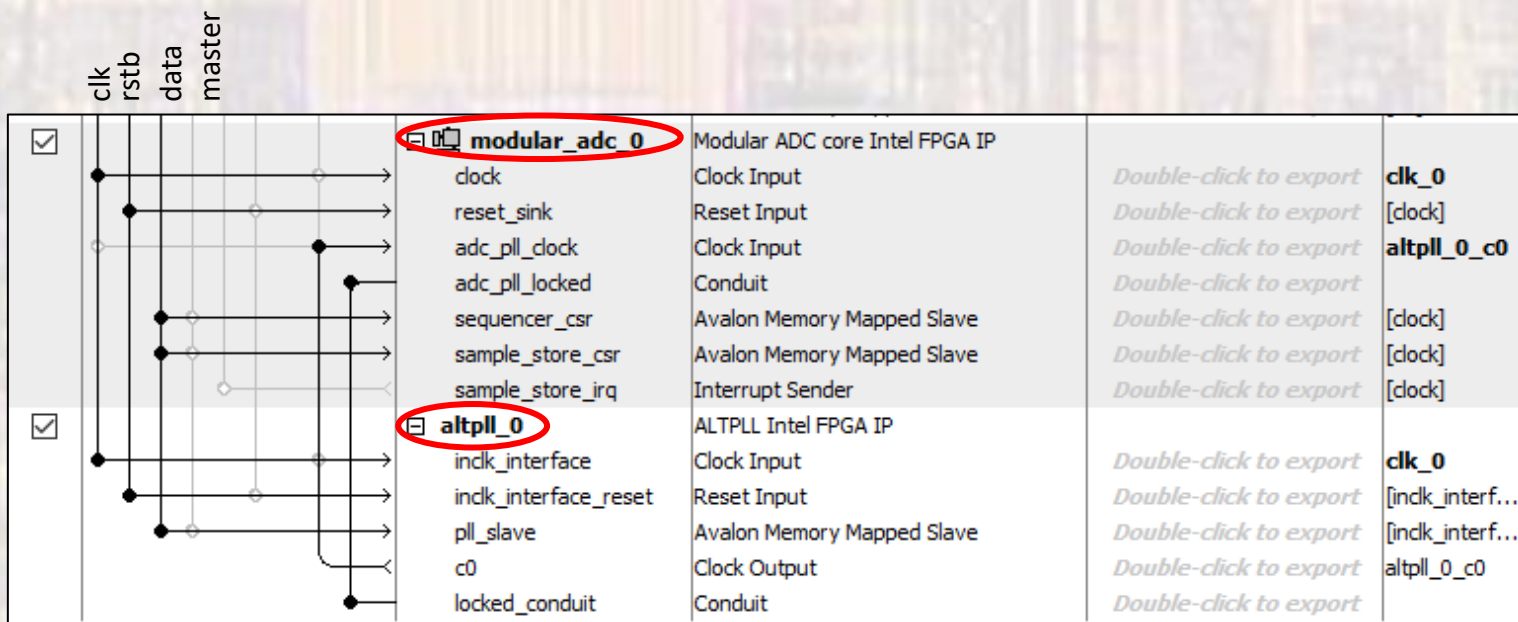 clk
rstb
data
master
modular_adc_0 Modular ADC core Intel FPGA IP
clock Clock Input Double-click to export clk_0
reset_sink Reset Input Double-click to export [clock]
adc_pll_clock Clock Input Double-click to export altpll_0_c0
adc_pll_locked Conduit Double-click to export
sequencer_csr Avalon Memory Mapped Slave Double-click to export [clock]
sample_store_csr Avalon Memory Mapped Slave Double-click to export [clock]
sample_store_irq Interrupt Sender Double-click to export [clock]
altpll_0 ALTPLL Intel FPGA IP
inclk_interface Clock Input Double-click to export clk_0
inclk_interface_reset Reset Input Double-click to export [inclk_interf...
pll_slave Avalon Memory Mapped Slave Double-click to export [inclk_interf...
c0 Clock Output Double-click to export altpll_0_c0
locked_conduit Conduit Double-click to export